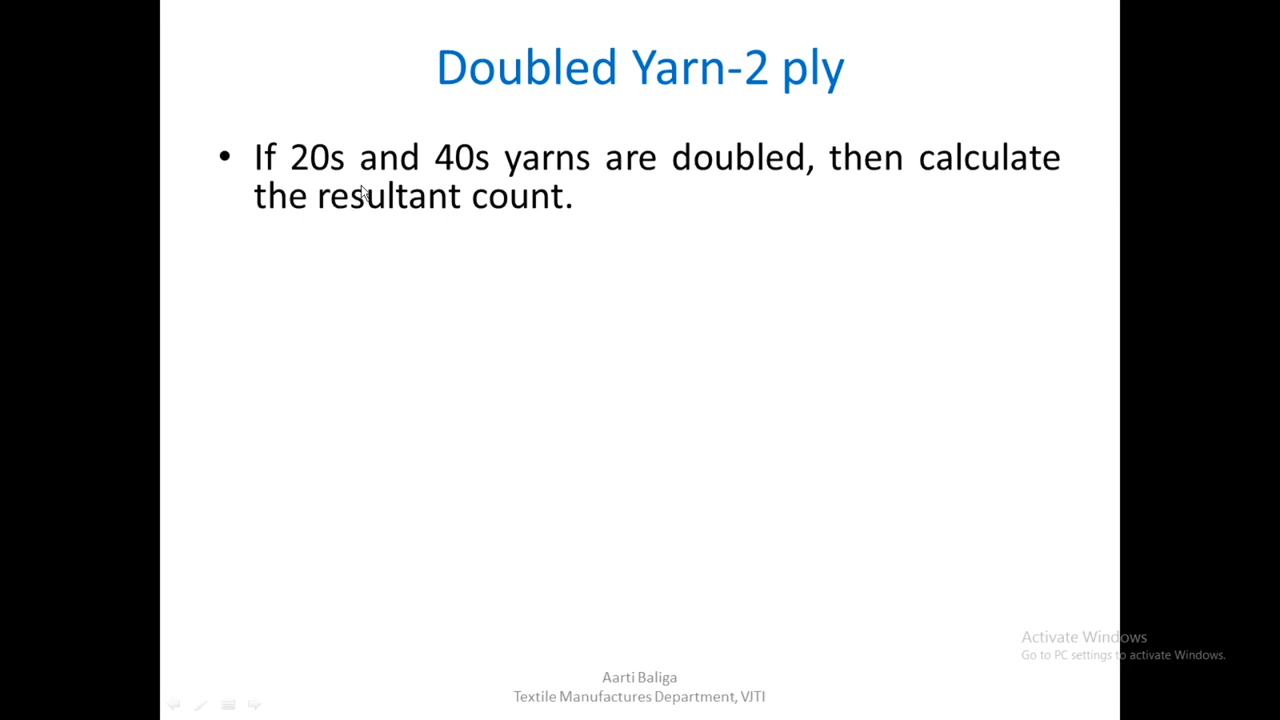 Doubled Yarn-2 ply
• If 20s and 40s yarns are doubled, then calculate
the resultant count.
Activate Windows
Go to PC settings to activate Windows.
Aarti Baliga
Textile Manufactures Department, VJTI